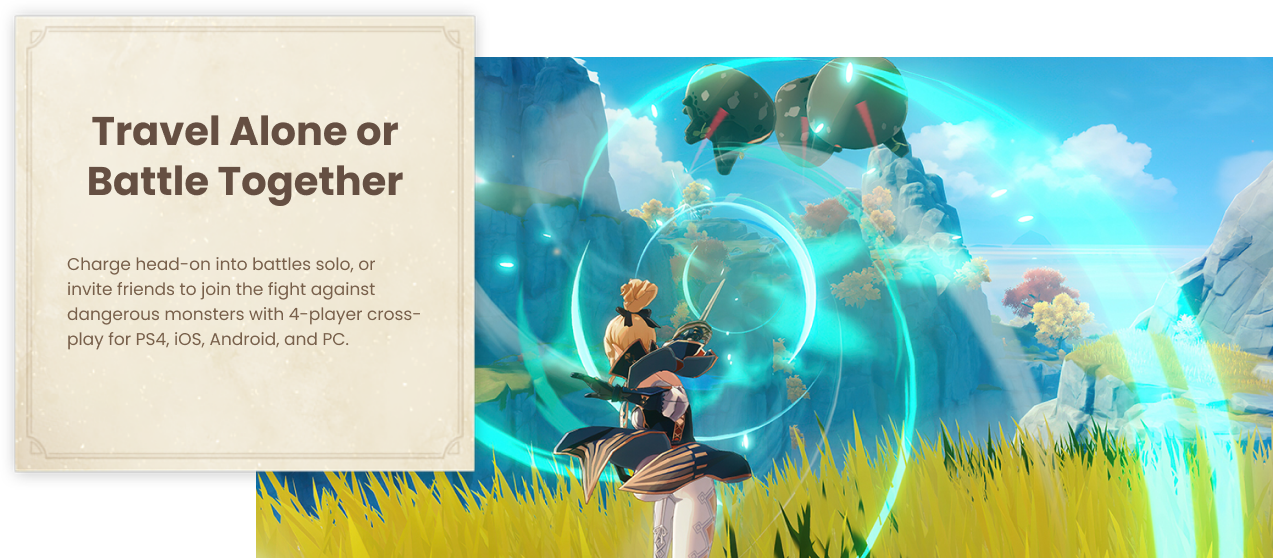 Travel Alone or
Battle Together
Charge head-on into battles solo, or
invite friends to join the fight against
dangerous monsters with 4-player cross-
play for PS4, iOS, Android, and PC.